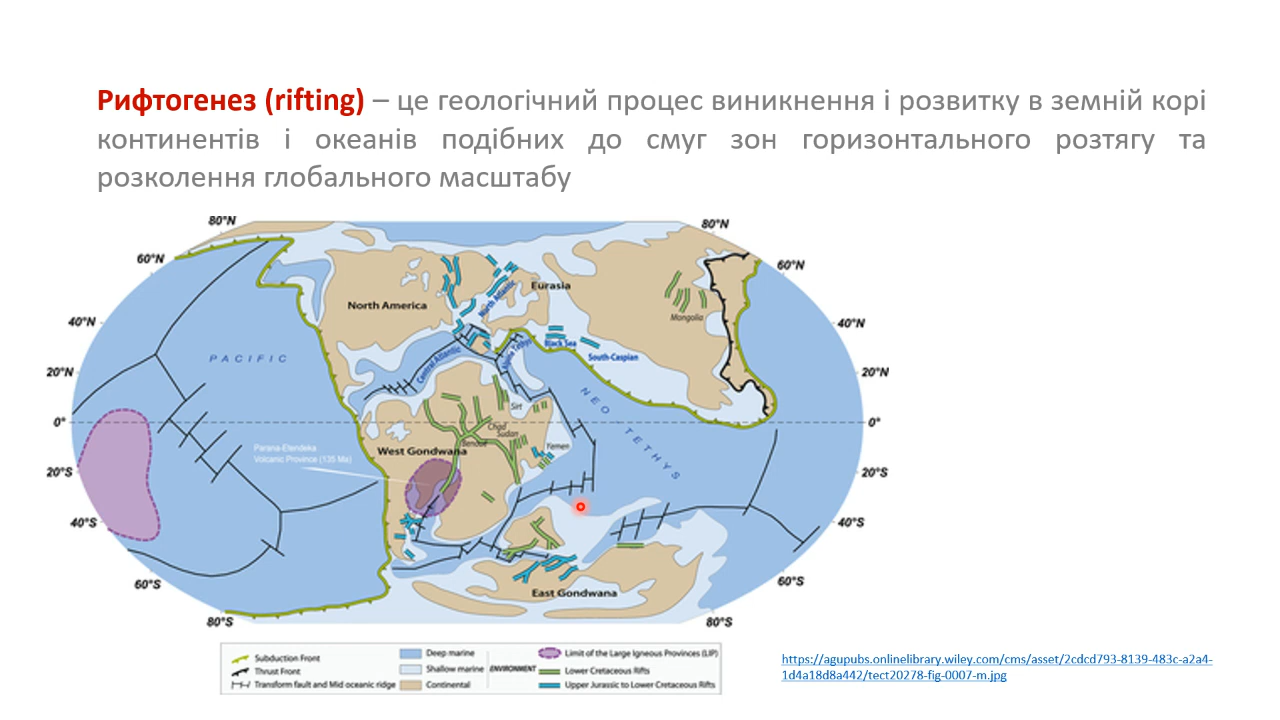 Рифтогенез (rifting) – це геологічний процес виникнення і розвитку в земній корі
континентів і океанів подібних до смуг зон горизонтального розтягу та
розколення глобального масштабу
80°N
80°N
60°N
60°N
40°N
40°N
20°N
20°N
0°
0°
20°S
20°S
40°S
40°S
60°S
60°S
80°S
80°S
North America
Eurasia
North Atlantic
Mongolia
PACIFIC
Central Atlantic
Alpine Tethys
Black Sea
South-Caspian
NEO TETHYS
Sirt
Chad
Sudan
Benoue
Yemen
West Gondwana
Parana-Etendeka
Volcanic Province (135 Ma)
East Gondwana
Subduction Front
Thrust Front
Transform fault and Mid oceanic ridge
Deep marine
Shallow marine
Continental
ENVIRONMENT
Limit of the Large Igneous Provinces (LIP)
Lower Cretaceous Rifts
Upper Jurassic to Lower Cretaceous Rifts
https://agupubs.onlinelibrary.wiley.com/cms/asset/2cdcd793-8139-483c-a2a4-
1d4a18d8a442/tect20278-fig-0007-m.jpg